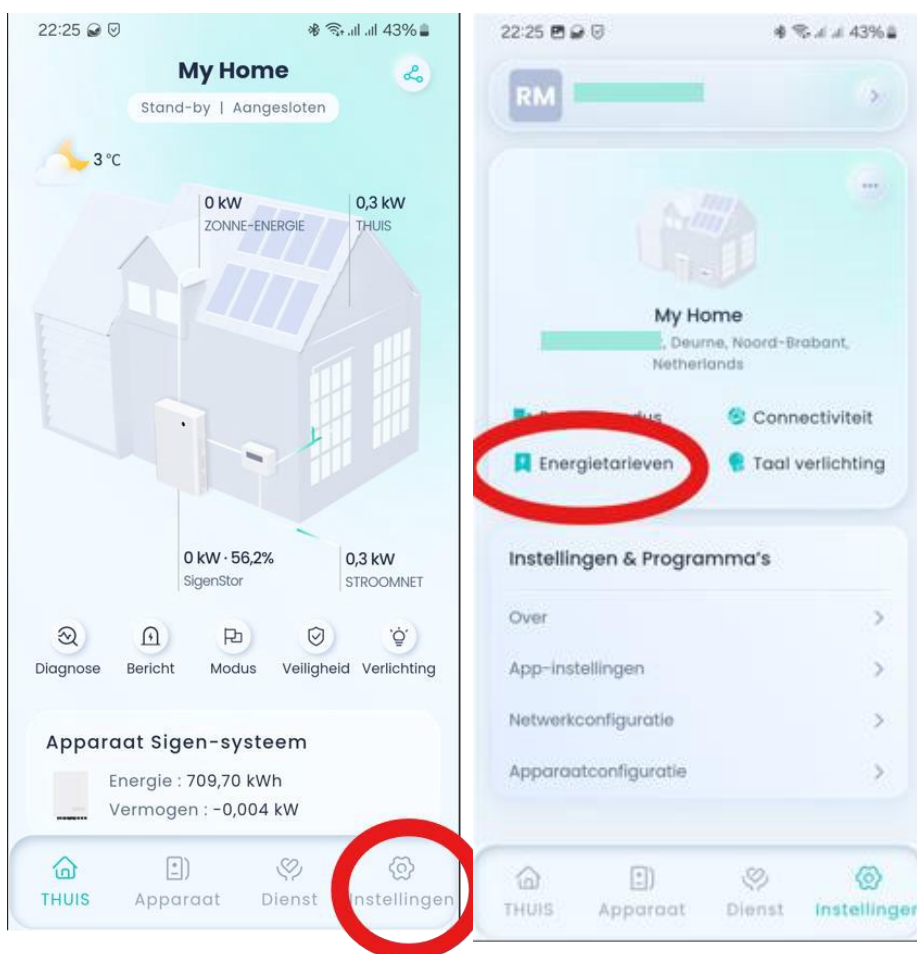 22:25 43%
My Home
Stand-by | Aangesloten
3 °C
0 kW
ZONNE-ENERGIE
0,3 kW
THUIS
0 kW · 56,2%
SigenStor
0,3 kW
STROOMNET
Diagnose Bericht Modus Veiligheid Verlichting
Apparaat Sigen-systeem
Energie : 709,70 kWh
Vermogen : -0,004 kW
THUIS Apparaat Dienst Instellingen
22:25 43%
RM
My Home
, Deurne, Noord-Brabant,
Netherlands
Connectiviteit
Energietarieven Taal verlichting
Instellingen & Programma's
Over
App-instellingen
Netwerkconfiguratie
Apparaatconfiguratie
THUIS Apparaat Dienst Instellingen